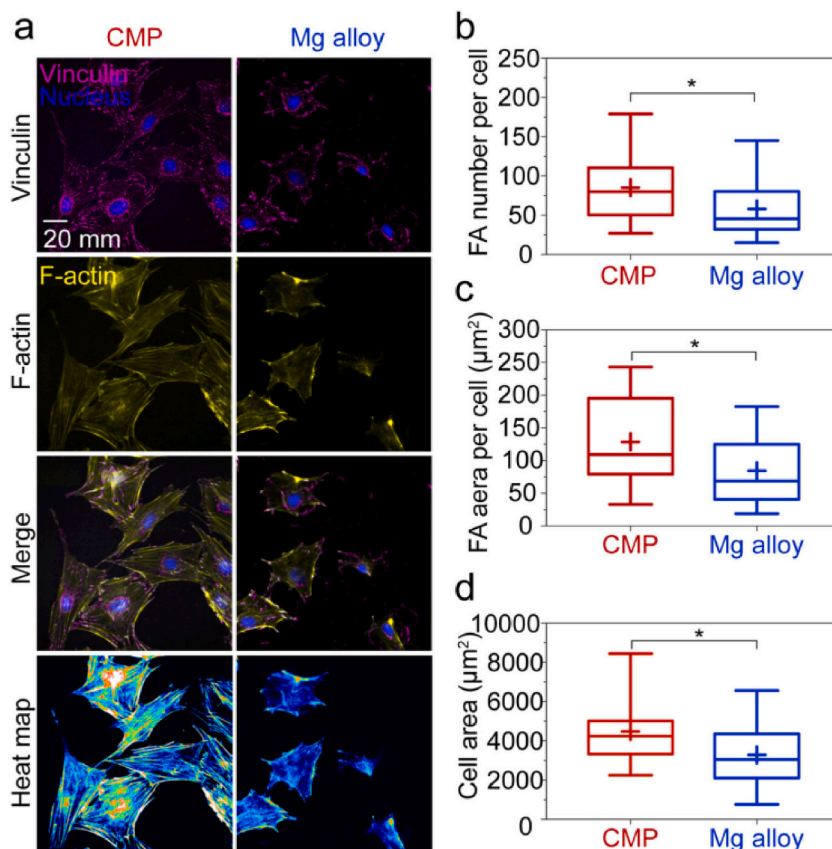 a
CMP
Mg alloy
Vinculin
Vinculin
Nucleus
20 mm
F-actin
F-actin
Merge
Heat map
b
FA number per cell
250
200
150
100
50
0
*
CMP
Mg alloy
c
FA aera per cell (µm²)
300
250
200
150
100
50
0
*
CMP
Mg alloy
d
Cell area (µm²)
10000
8000
6000
4000
2000
0
*
CMP
Mg alloy